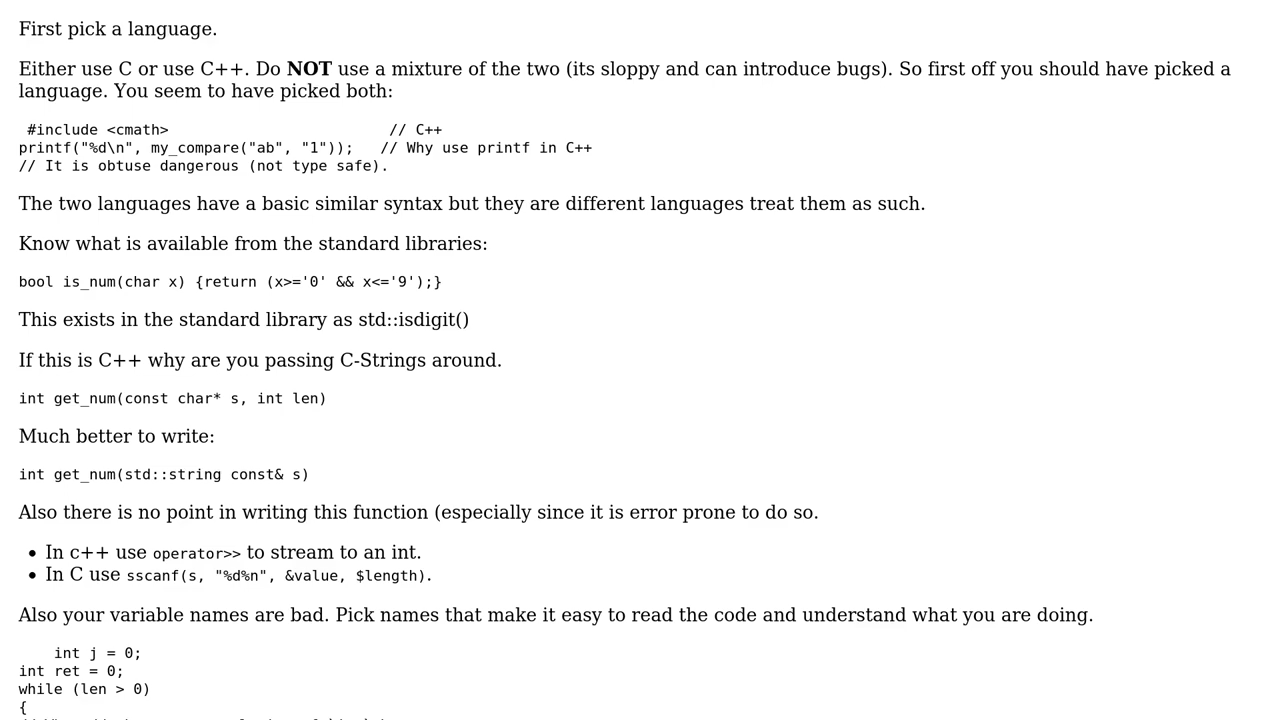 First pick a language.
Either use C or use C++. Do NOT use a mixture of the two (its sloppy and can introduce bugs). So first off you should have picked a
language. You seem to have picked both:
#include <cmath> // C++
printf("%d\n", my_compare("ab", "1")); // Why use printf in C++
// It is obtuse dangerous (not type safe).
The two languages have a basic similar syntax but they are different languages treat them as such.
Know what is available from the standard libraries:
bool is_num(char x) {return (x>='0' && x<='9');}
This exists in the standard library as std::isdigit()
If this is C++ why are you passing C-Strings around.
int get_num(const char* s, int len)
Much better to write:
int get_num(std::string const& s)
Also there is no point in writing this function (especially since it is error prone to do so.
• In c++ use operator>> to stream to an int.
• In C use sscanf(s, "%d%n", &value, $length).
Also your variable names are bad. Pick names that make it easy to read the code and understand what you are doing.
int j = 0;
int ret = 0;
while (len > 0)
{